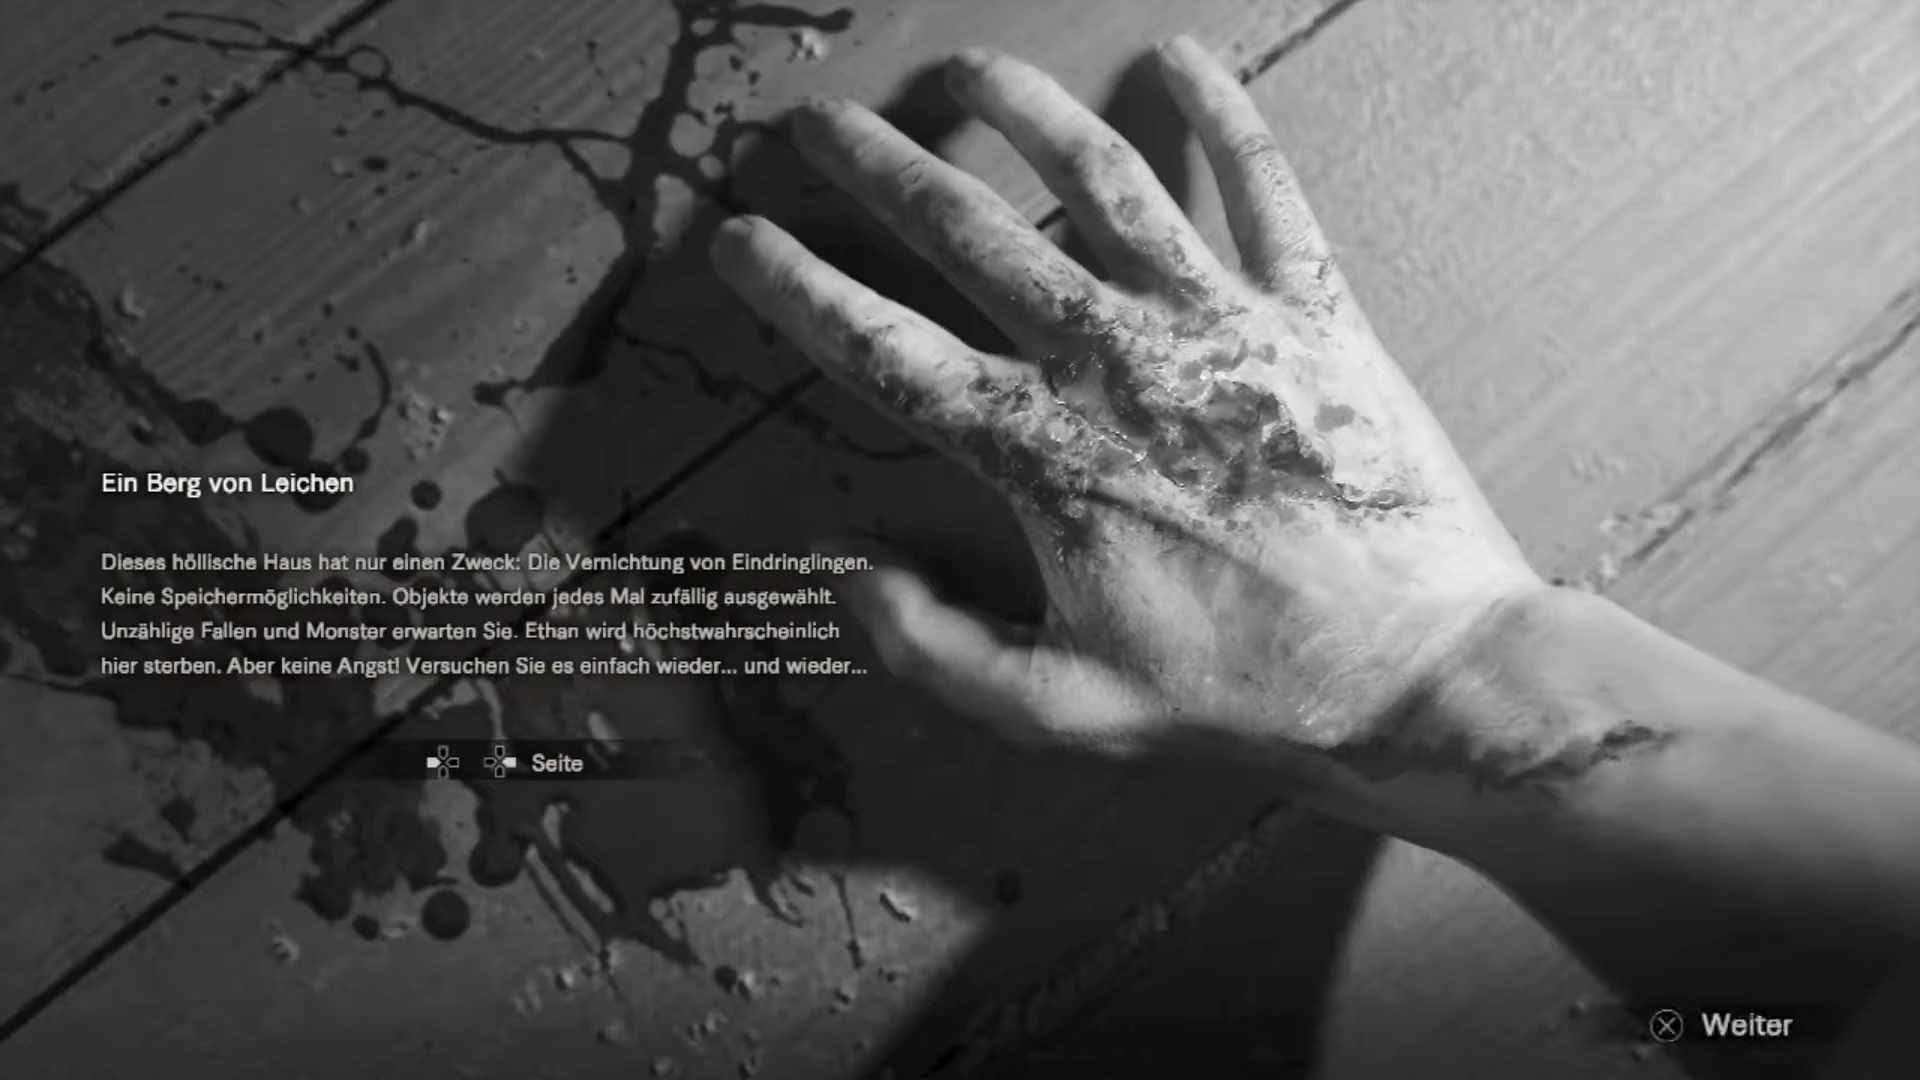 Ein Berg von Leichen
Dieses höllische Haus hat nur einen Zweck: Die Vernichtung von Eindringlingen.
Keine Speichermöglichkeiten. Objekte werden jedes Mal zufällig ausgewählt.
Unzählige Fallen und Monster erwarten Sie. Ethan wird höchstwahrscheinlich
hier sterben. Aber keine Angst! Versuchen Sie es einfach wieder... und wieder...
Seite
Weiter